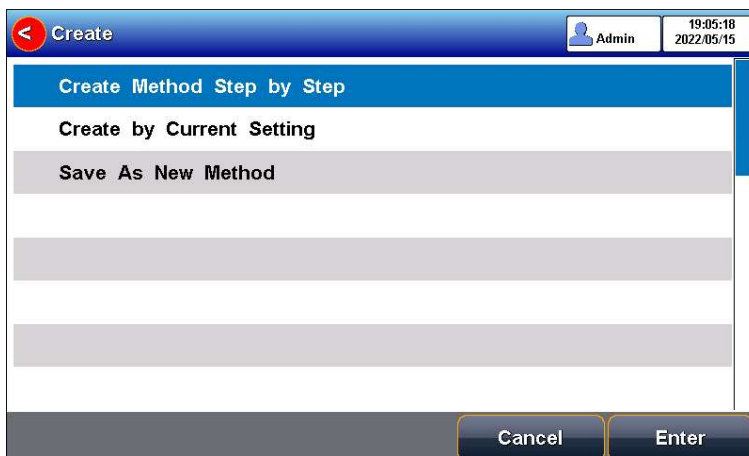 < Create
Admin
19:05:18
2022/05/15
Create Method Step by Step
Create by Current Setting
Save As New Method
Cancel
Enter